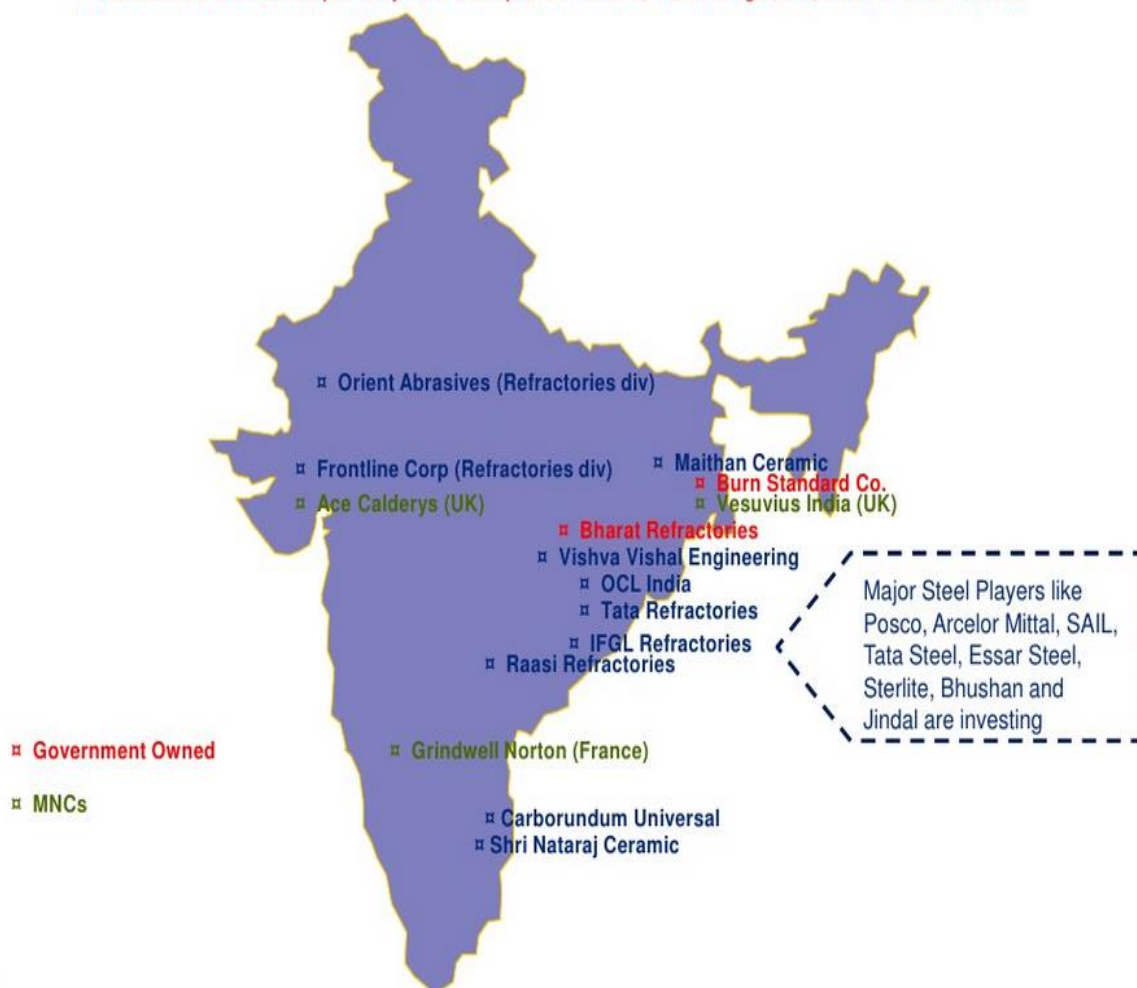 ¤ Orient Abrasives (Refractories div)
¤ Frontline Corp (Refractories div)
¤ Maithan Ceramic
¤ Burn Standard Co.
¤ Ace Calderys (UK)
¤ Vesuvius India (UK)
¤ Bharat Refractories
¤ Vishva Vishal Engineering
¤ OCL India
¤ Tata Refractories
¤ IFGL Refractories
¤ Raasi Refractories
Major Steel Players like
Posco, Arcelor Mittal, SAIL,
Tata Steel, Essar Steel,
Sterlite, Bhushan and
Jindal are investing
¤ Government Owned
¤ Grindwell Norton (France)
¤ MNCs
¤ Carborundum Universal
¤ Shri Nataraj Ceramic